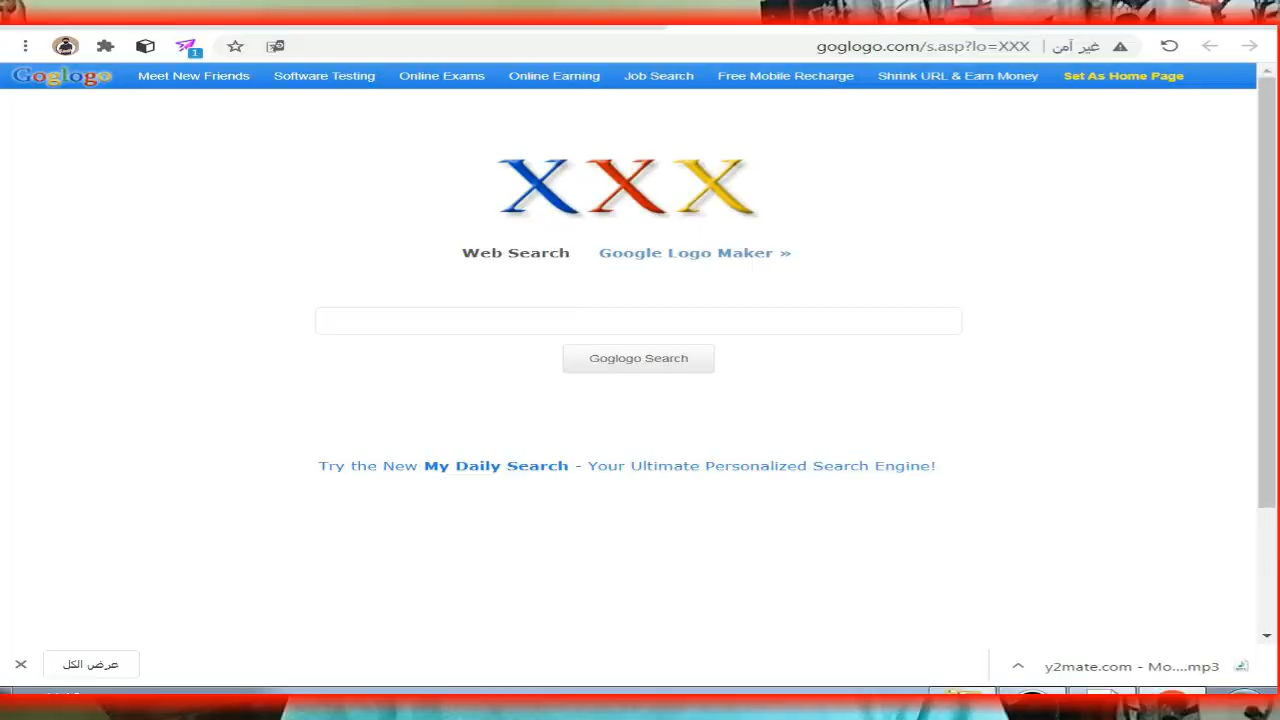 goglogo.com/s.asp?lo=XXX | غير آمن
1
Goglogo Meet New Friends Software Testing Online Exams Online Earning Job Search Free Mobile Recharge Shrink URL & Earn Money Set As Home Page
XXX
Web Search Google Logo Maker »
Goglogo Search
Try the New My Daily Search - Your Ultimate Personalized Search Engine!
عرض الكل
y2mate.com - Mo....mp3